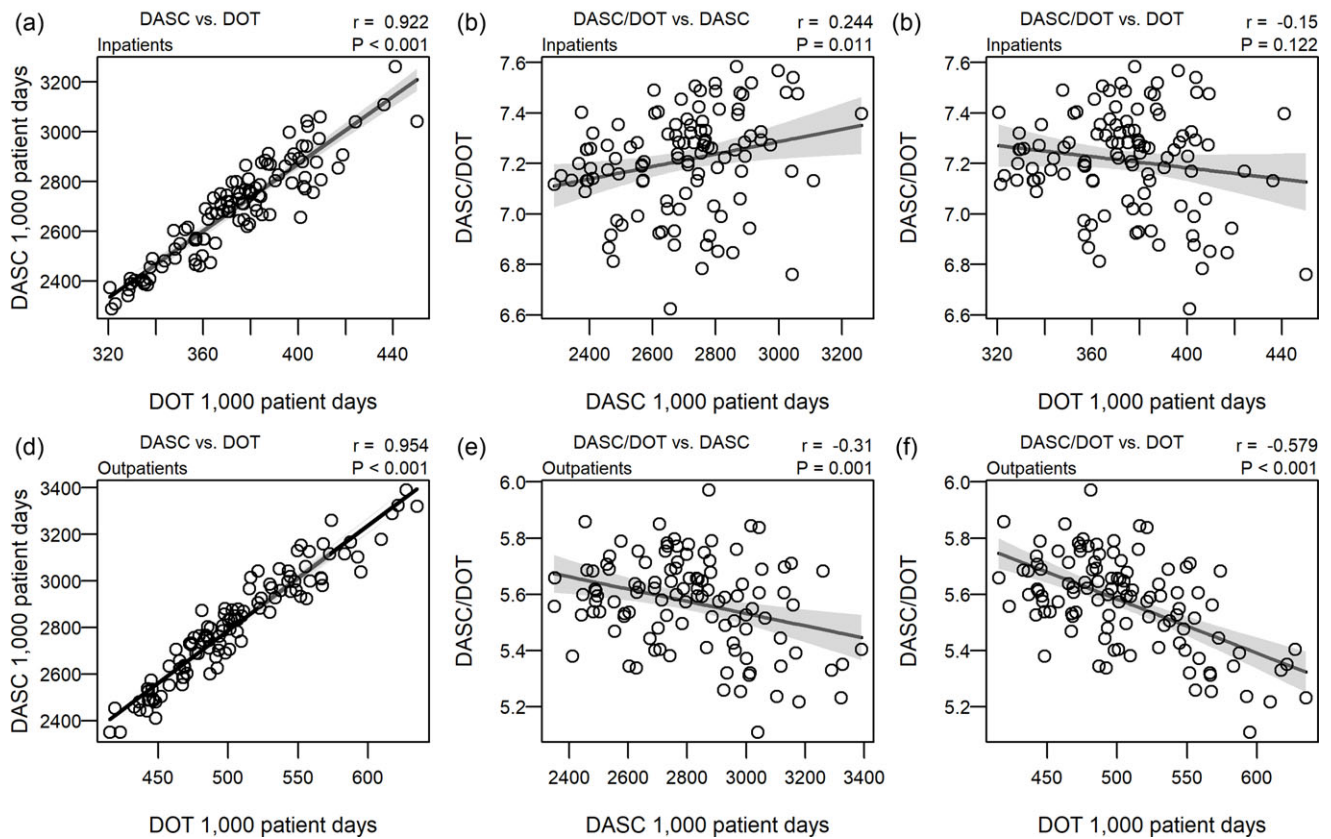 (a) DASC vs. DOT r = 0.922
Inpatients P < 0.001
DASC 1,000 patient days
3200
3000
2800
2600
2400
320 360 400 440
DOT 1,000 patient days
(b) DASC/DOT vs. DASC r = 0.244
Inpatients P = 0.011
DASC/DOT
7.6
7.4
7.2
7.0
6.8
6.6
2400 2600 2800 3000 3200
DASC 1,000 patient days
(b) DASC/DOT vs. DOT r = -0.15
Inpatients P = 0.122
DASC/DOT
7.6
7.4
7.2
7.0
6.8
6.6
320 360 400 440
DOT 1,000 patient days
(d) DASC vs. DOT r = 0.954
Outpatients P < 0.001
DASC 1,000 patient days
3400
3200
3000
2800
2600
2400
450 500 550 600
DOT 1,000 patient days
(e) DASC/DOT vs. DASC r = -0.31
Outpatients P = 0.001
DASC/DOT
6.0
5.8
5.6
5.4
5.2
2400 2600 2800 3000 3200 3400
DASC 1,000 patient days
(f) DASC/DOT vs. DOT r = -0.579
Outpatients P < 0.001
DASC/DOT
6.0
5.8
5.6
5.4
5.2
450 500 550 600
DOT 1,000 patient days